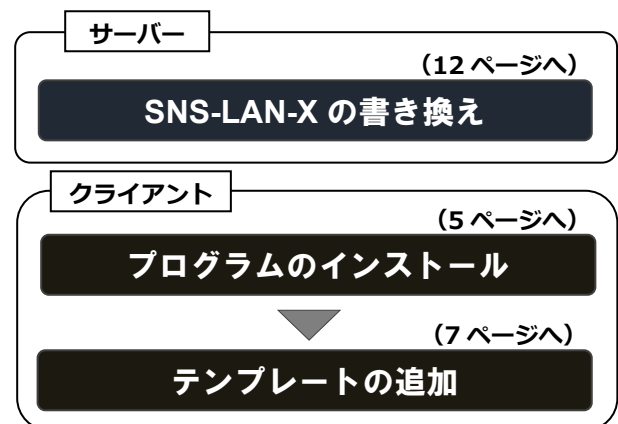 サーバー
（12 ページへ）
SNS-LAN-X の書き換え
クライアント
（5 ページへ）
プログラムのインストール
（7 ページへ）
テンプレートの追加